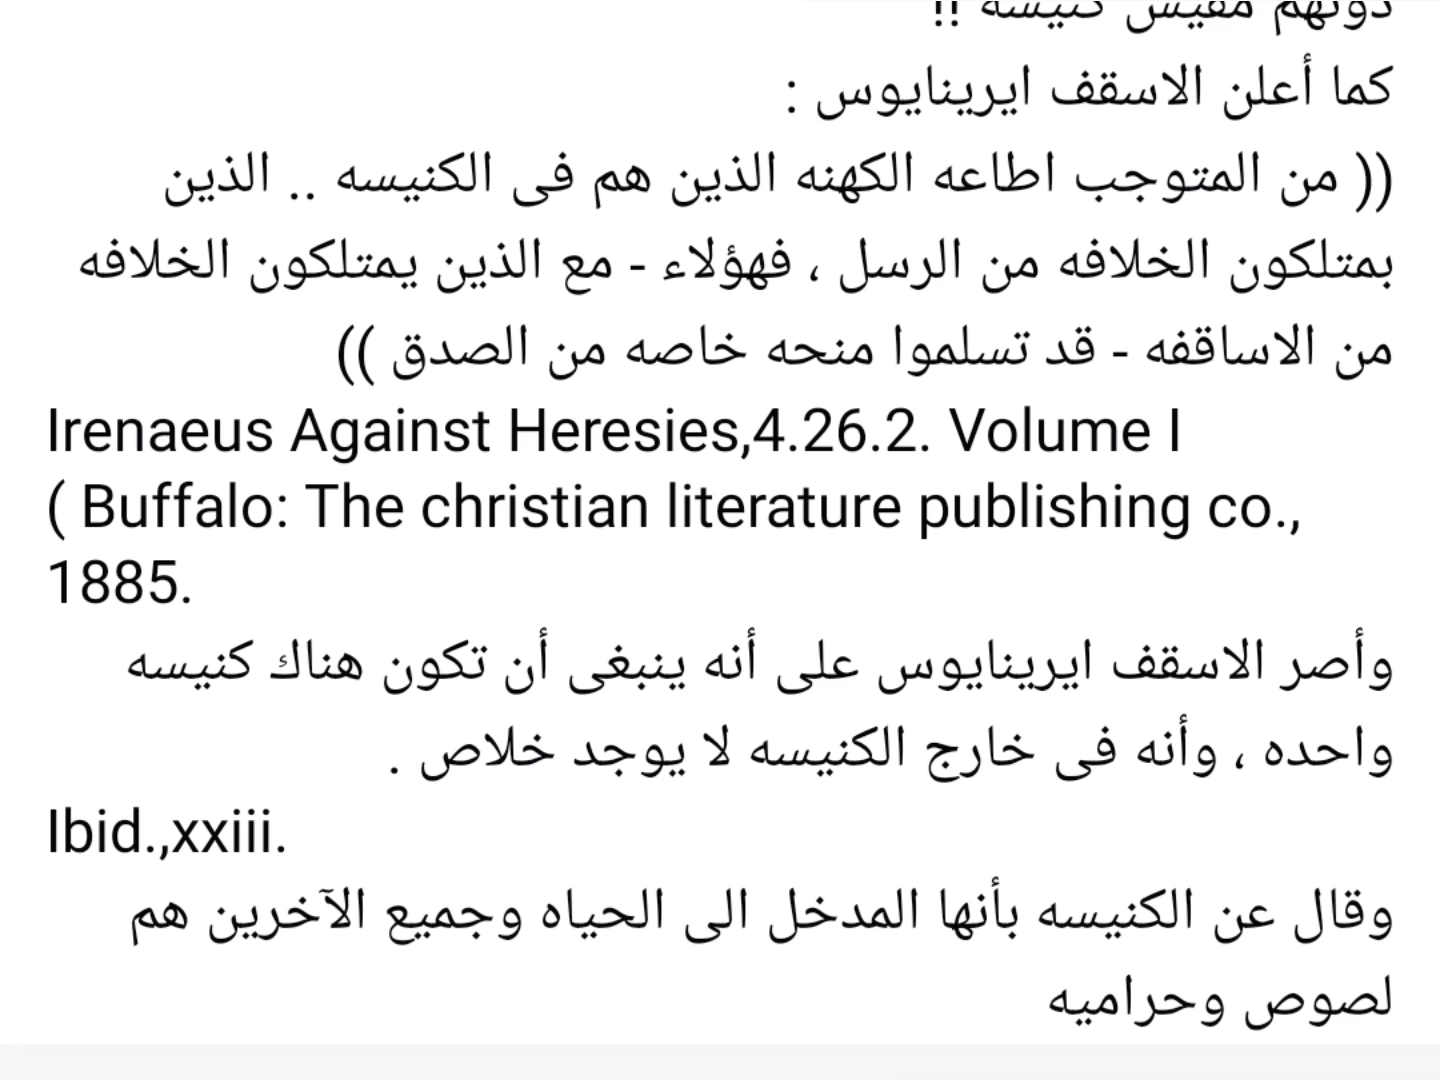 دونهم مفيش كنيسه !!
كما أعلن الاسقف ايرينايوس :
(( من المتوجب اطاعه الكهنه الذين هم فى الكنيسه .. الذين
بمتلكون الخلافه من الرسل ، فهؤلاء - مع الذين يمتلكون الخلافه
من الاساقفه - قد تسلموا منحه خاصه من الصدق ))
Irenaeus Against Heresies,4.26.2. Volume I
( Buffalo: The christian literature publishing co.,
1885.
وأصر الاسقف ايرينايوس على أنه ينبغى أن تكون هناك كنيسه
واحده ، وأنه فى خارج الكنيسه لا يوجد خلاص .
Ibid.,xxiii.
وقال عن الكنيسه بأنها المدخل الى الحياه وجميع الآخرين هم
لصوص وحراميه